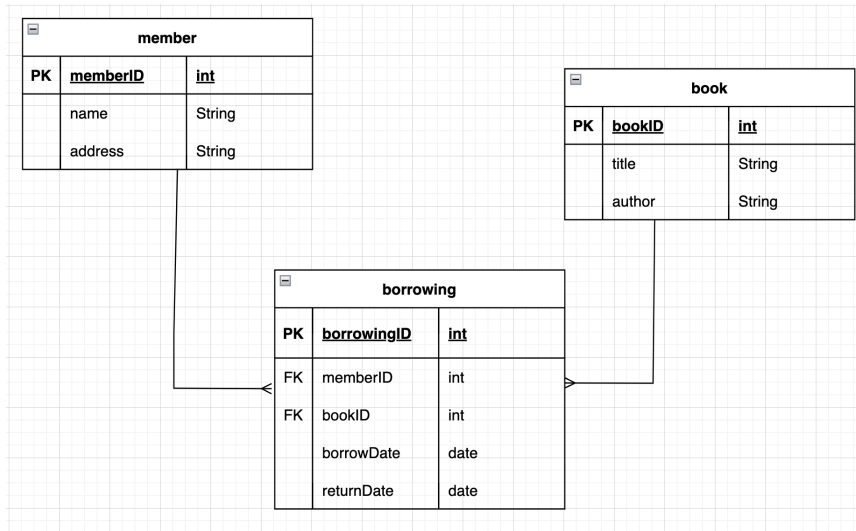 member
PK memberID int
name String
address String
book
PK bookID int
title String
author String
borrowing
PK borrowingID int
FK memberID int
FK bookID int
borrowDate date
returnDate date